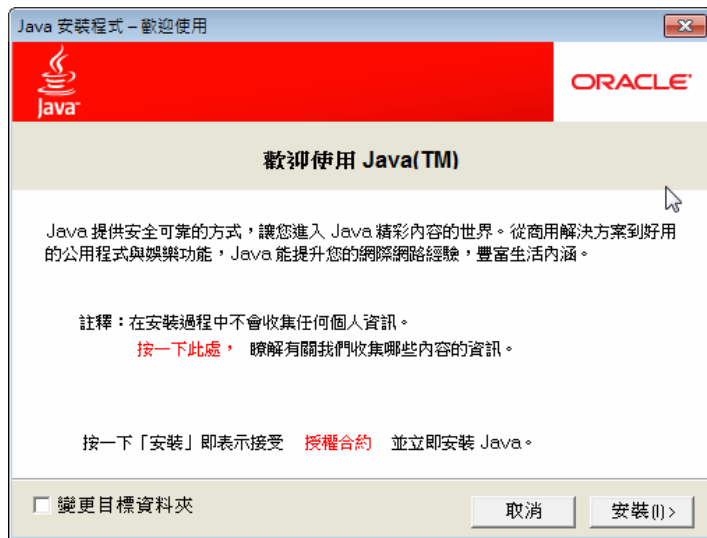 Java 安裝程式 – 歡迎使用
Java
ORACLE
歡迎使用 Java(TM)
Java 提供安全可靠的方式，讓您進入 Java 精彩內容的世界。從商用解決方案到好用
的公用程式與娛樂功能，Java 能提升您的網際網路經驗，豐富生活內涵。
註釋：在安裝過程中不會收集任何個人資訊。
按一下此處， 瞭解有關我們收集哪些內容的資訊。
按一下「安裝」即表示接受 授權合約 並立即安裝 Java。
變更目標資料夾
取消
安裝(I) >